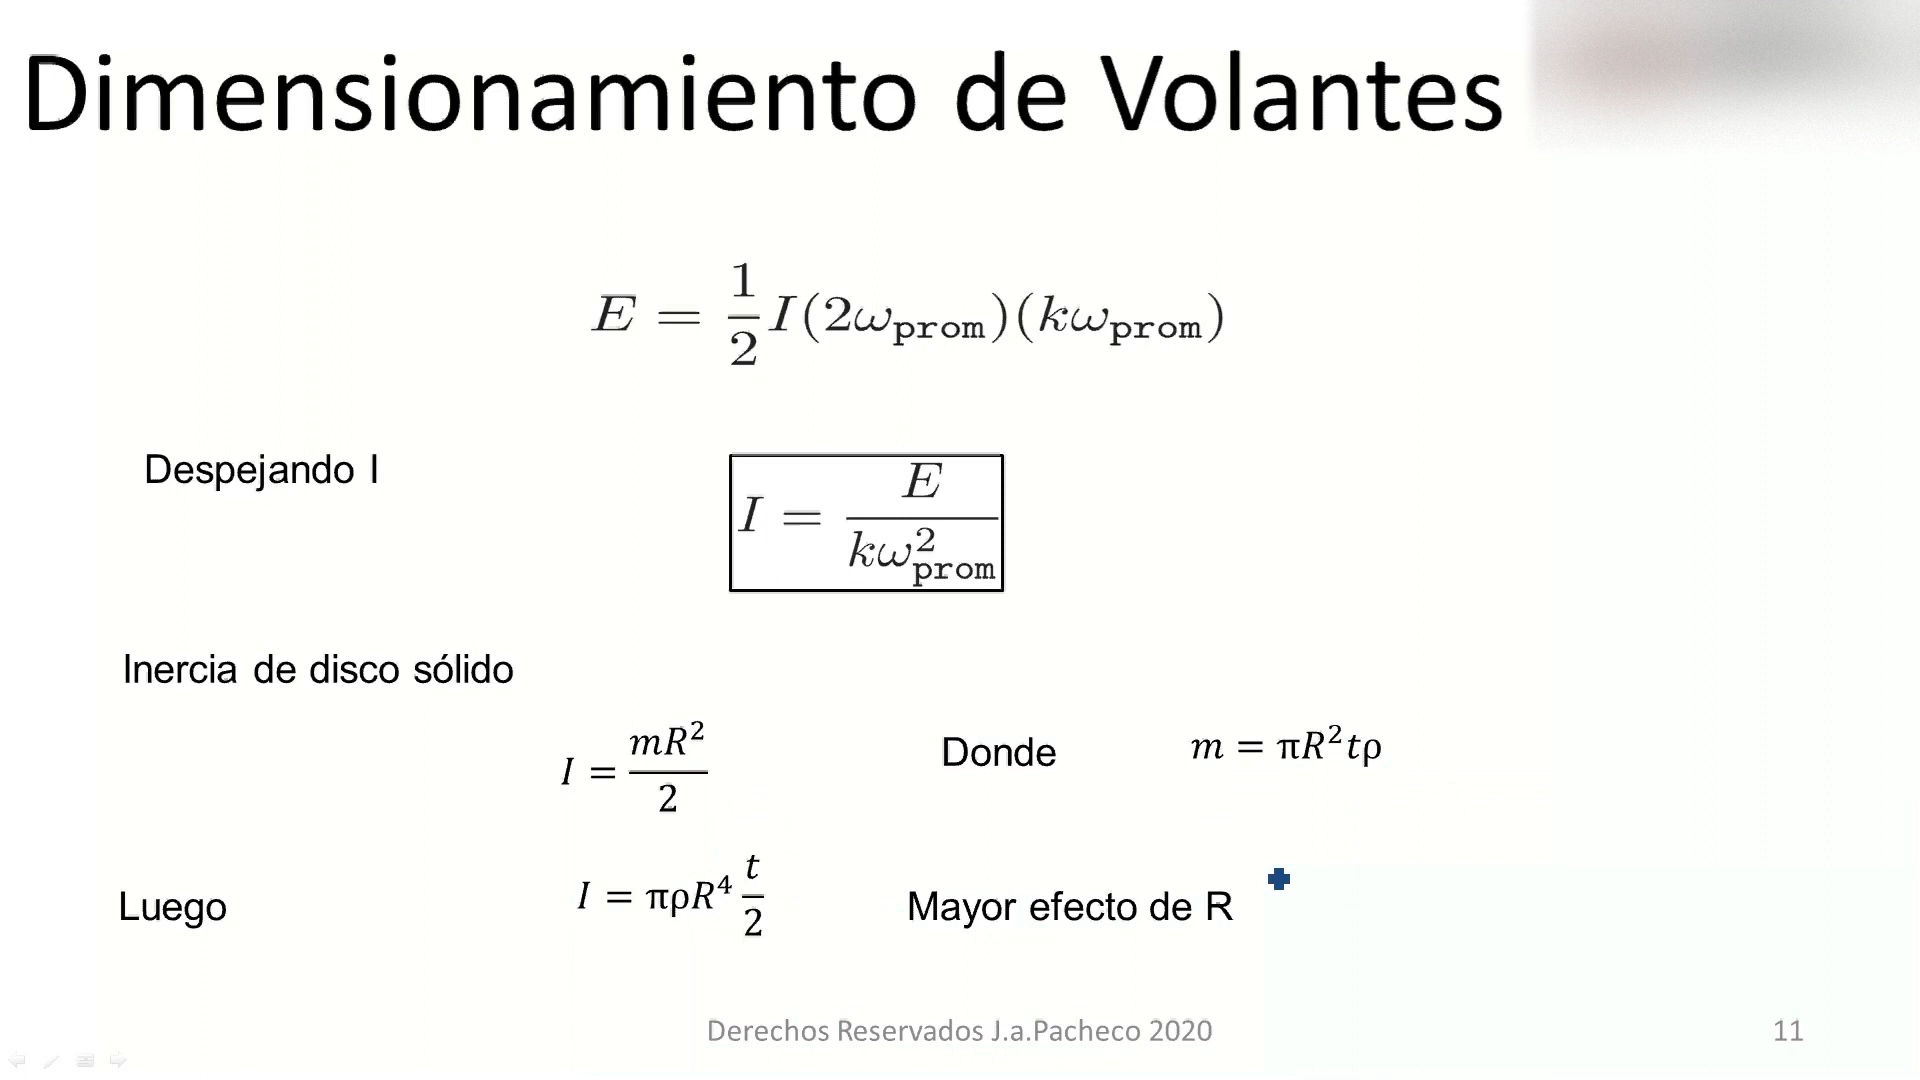 Dimensionamiento de Volantes
E = 1/2 I(2ω_prom)(kω_prom)
Despejando I
I = E / kω²_prom
Inercia de disco sólido
I = mR²/2
Donde
m = πR²tρ
Luego
I = πρR⁴ t/2
Mayor efecto de R
Derechos Reservados J.a.Pacheco 2020
11